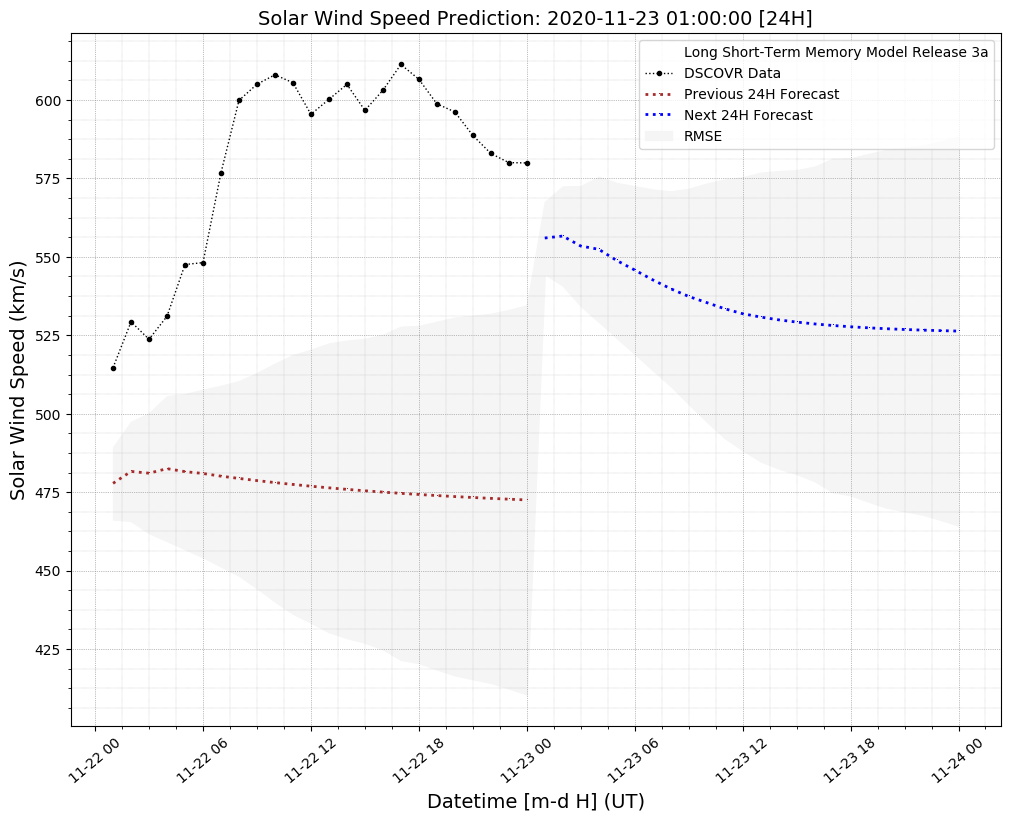 Solar Wind Speed Prediction: 2020-11-23 01:00:00 [24H]
Long Short-Term Memory Model Release 3a
DSCOVR Data
Previous 24H Forecast
Next 24H Forecast
RMSE
Solar Wind Speed (km/s)
600
575
550
525
500
475
450
425
11-22 00
11-22 06
11-22 12
11-22 18
11-23 00
11-23 06
11-23 12
11-23 18
11-24 00
Datetime [m-d H] (UT)